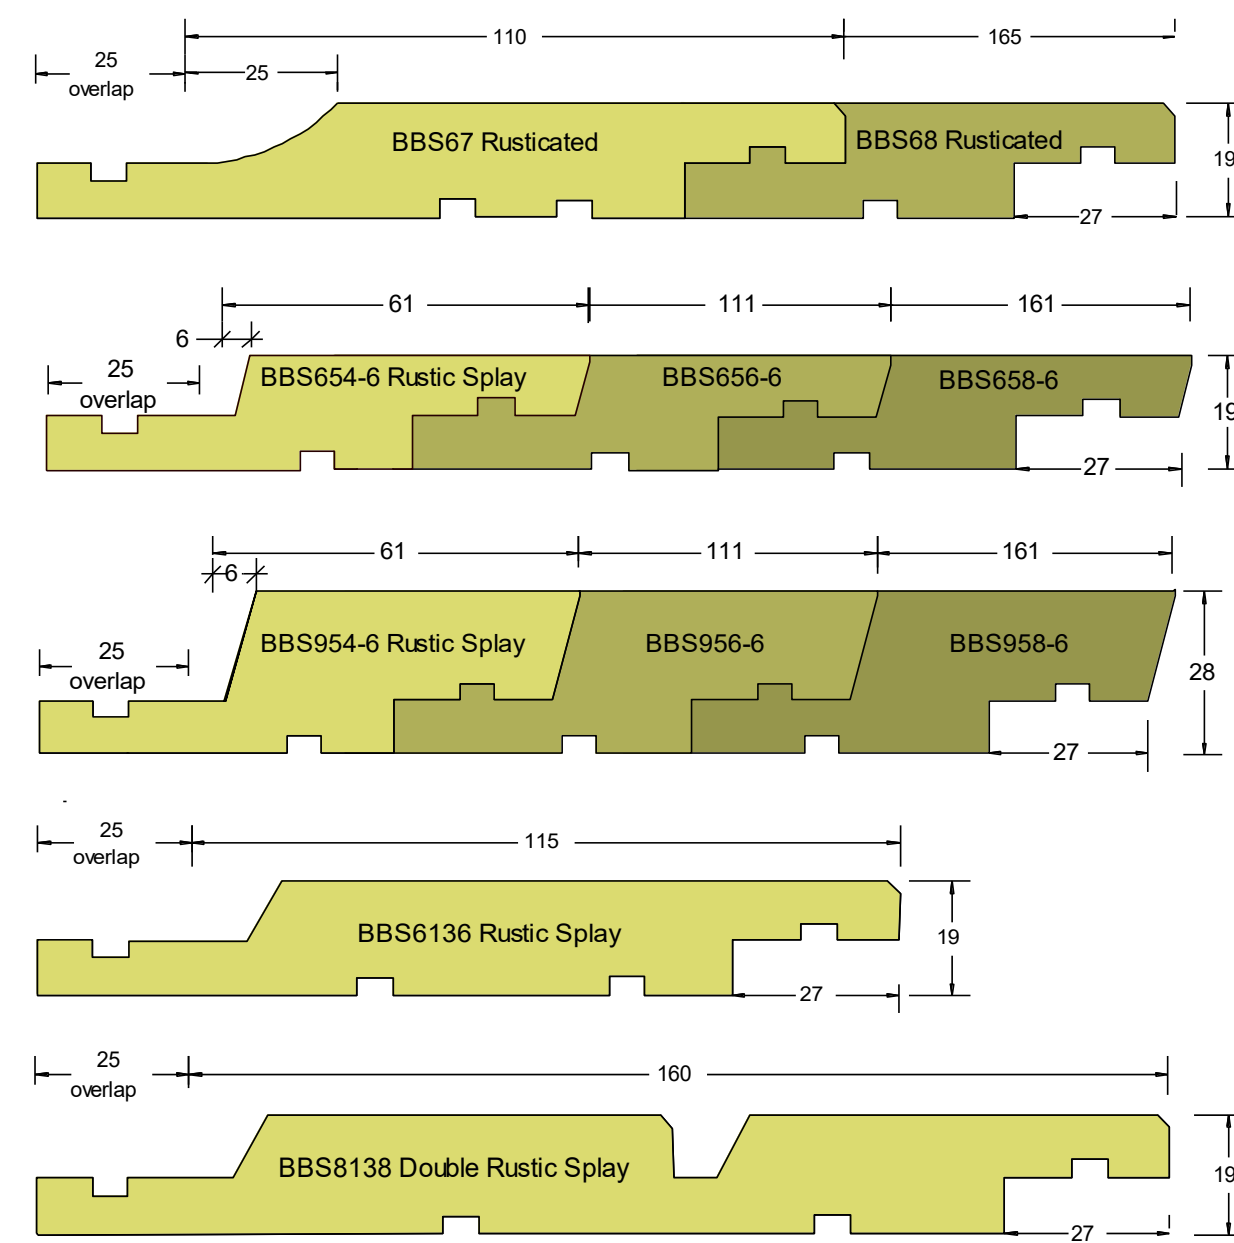 110
165
25
overlap
25
BBS67 Rusticated
BBS68 Rusticated
19
27
61
111
161
6
25
overlap
BBS654-6 Rustic Splay
BBS656-6
BBS658-6
19
27
61
111
161
6
25
overlap
BBS954-6 Rustic Splay
BBS956-6
BBS958-6
28
27
25
overlap
115
BBS6136 Rustic Splay
19
27
25
overlap
160
BBS8138 Double Rustic Splay
19
27